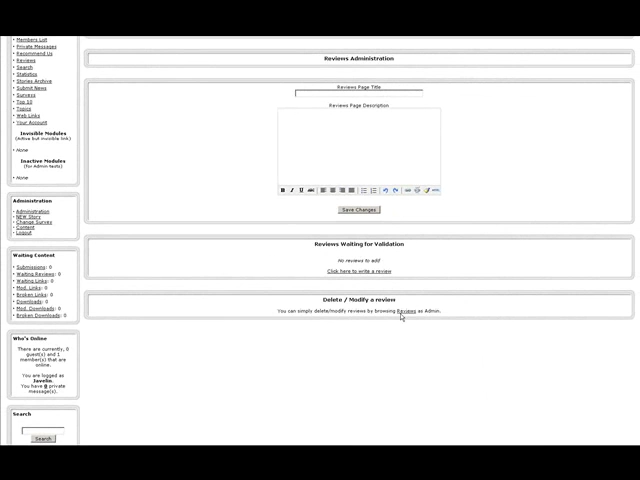 Members List
Private Messages
Recommend Us
Reviews
Search
Statistics
Stories Archive
Submit News
Surveys
Top 10
Topics
Web Links
Your Account
Invisible Modules
(Active but invisible link)
None
Inactive Modules
(for Admin tests)
None
Administration
Administration
NEW Story
Change Survey
Content
Logout
Waiting Content
Submissions: 0
Waiting Reviews: 0
Waiting Links: 0
Mod. Links: 0
Broken Links: 0
Downloads: 0
Mod. Downloads: 0
Broken Downloads: 0
Who's Online
There are currently, 0
guest(s) and 1
member(s) that are
online.
You are logged as
Javelin.
You have 0 private
message(s).
Search
Search
Reviews Administration
Reviews Page Title
Reviews Page Description
B I U ABC
HTML
Save Changes
Reviews Waiting for Validation
No reviews to add
Click here to write a review
Delete / Modify a review
You can simply delete/modify reviews by browsing Reviews as Admin.